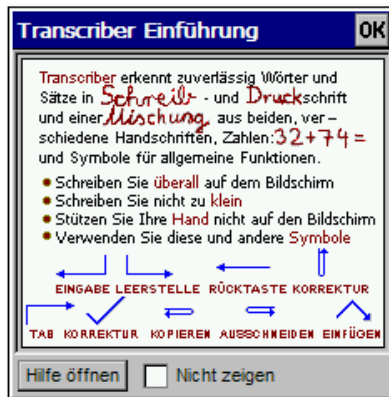 Transcriber Einführung OK
Transcriber erkennt zuverlässig Wörter und
Sätze in Schreib - und Druckschrift
und einer Mischung aus beiden, ver-
schiedene Handschriften, Zahlen: 32+74=
und Symbole für allgemeine Funktionen.
• Schreiben Sie überall auf dem Bildschirm
• Schreiben Sie nicht zu klein
• Stützen Sie Ihre Hand nicht auf den Bildschirm
• Verwenden Sie diese und andere Symbole
EINGABE LEERSTELLE RÜCKTASTE KORREKTUR
TAB KORREKTUR KOPIEREN AUSSCHNEIDEN EINFÜGEN
Hilfe öffnen Nicht zeigen